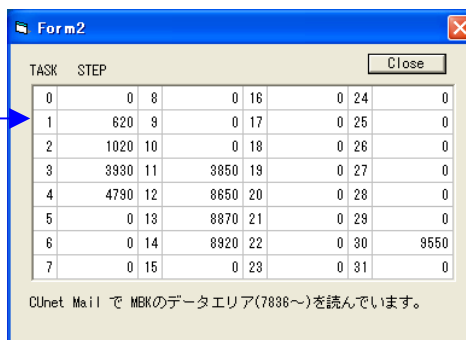 Form2
Close
TASK STEP
0 0 8 0 16 0 24 0
1 620 9 0 17 0 25 0
2 1020 10 0 18 0 26 0
3 3930 11 3850 19 0 27 0
4 4790 12 8650 20 0 28 0
5 0 13 8870 21 0 29 0
6 0 14 8920 22 0 30 9550
7 0 15 0 23 0 31 0
CUnet Mail で MBKのデータエリア(7836～)を読んでいます。